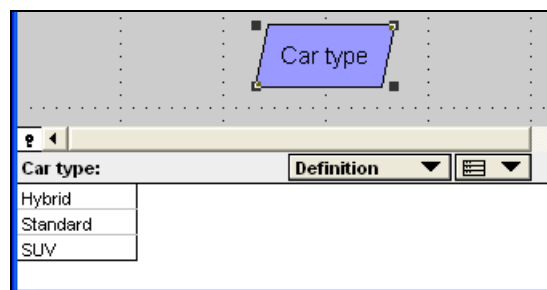 Car type
Car type: Definition
Hybrid
Standard
SUV